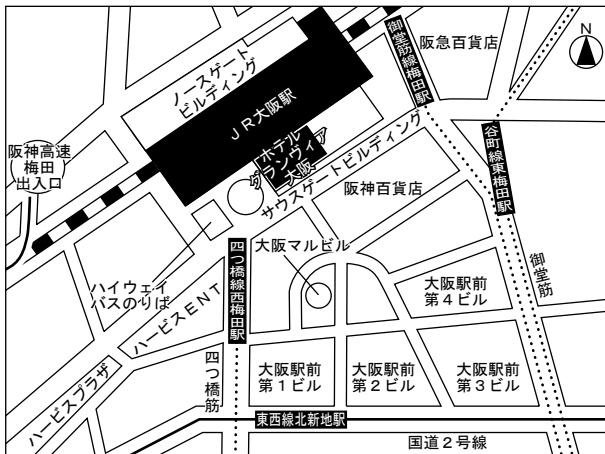 ノースゲート
ビルディング
御堂筋線梅田駅
阪急百貨店
N
JR大阪駅
阪神高速
梅田
出入口
ホテル
グランヴィア
大阪
サウスゲートビルディング
谷町線東梅田駅
阪神百貨店
ハイウェイ
バスのりば
四つ橋線西梅田駅
大阪マルビル
御堂筋
大阪駅前
第4ビル
ハービスENT
ハービスプラザ
四つ橋筋
大阪駅前
第1ビル
大阪駅前
第2ビル
大阪駅前
第3ビル
東西線北新地駅
国道2号線